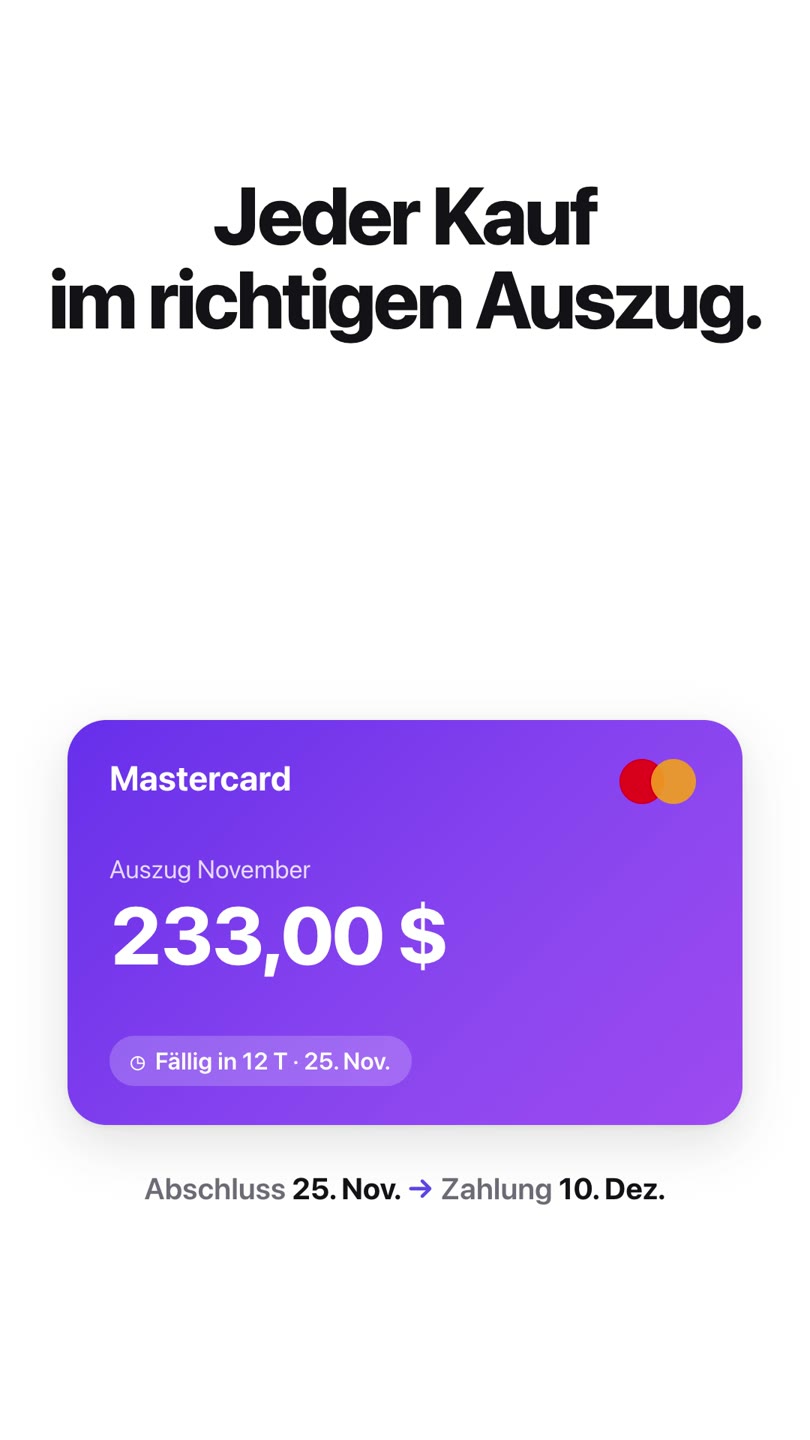 Jeder Kauf
im richtigen Auszug.
Mastercard
Auszug November
233,00 $
Fällig in 12 T · 25. Nov.
Abschluss 25. Nov. → Zahlung 10. Dez.